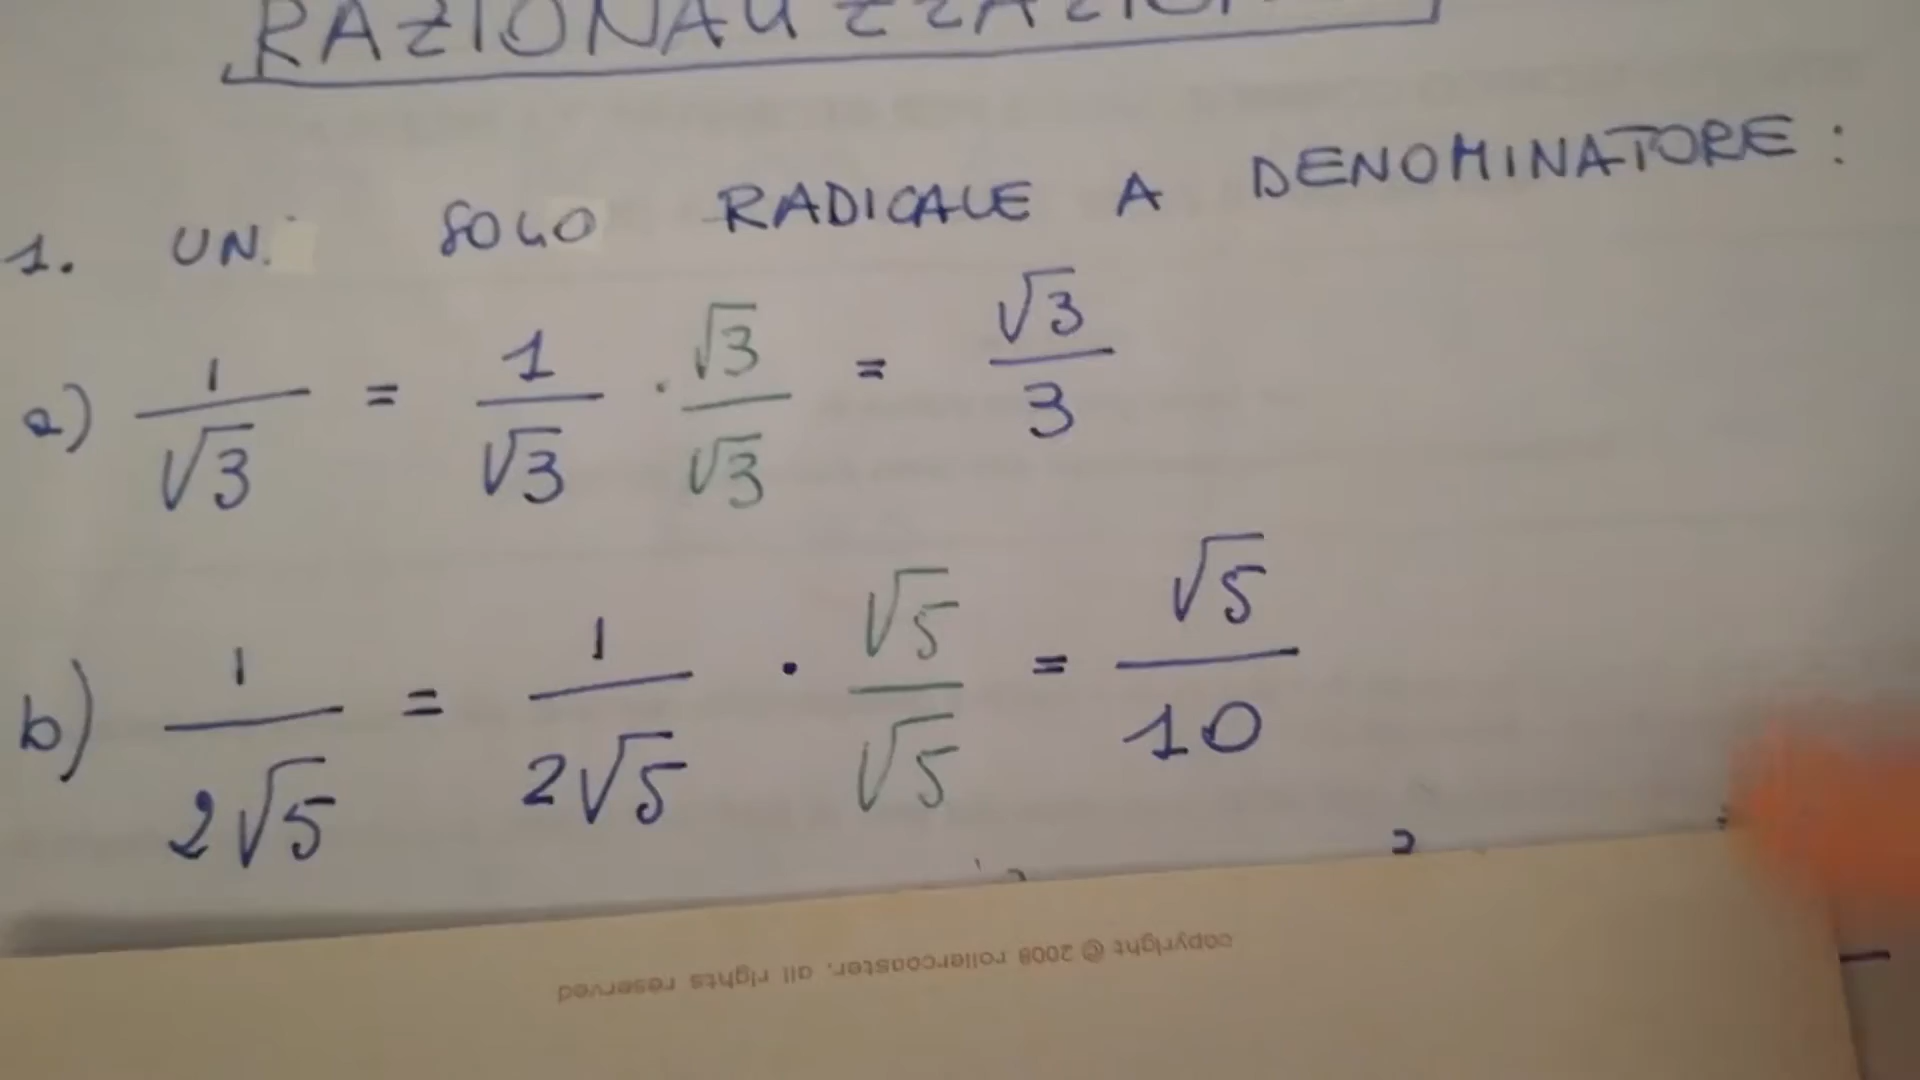 RAZIONALIZZAZIONE
1. UN SOLO RADICALE A DENOMINATORE:
a) 1/√3 = 1/√3 · √3/√3 = √3/3
b) 1/2√5 = 1/2√5 · √5/√5 = √5/10
copyright © 2008 rollercoaster. all rights reserved